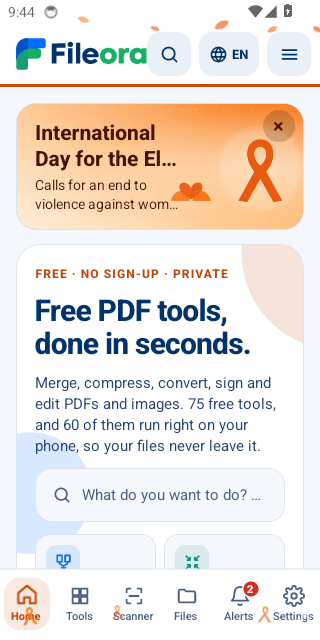 9:44
Fileora
EN
International
Day for the El...
Calls for an end to
violence against wom...
FREE · NO SIGN-UP · PRIVATE
Free PDF tools,
done in seconds.
Merge, compress, convert, sign and
edit PDFs and images. 75 free tools,
and 60 of them run right on your
phone, so your files never leave it.
What do you want to do? ...
2
Home
Tools
Scanner
Files
Alerts
Settings